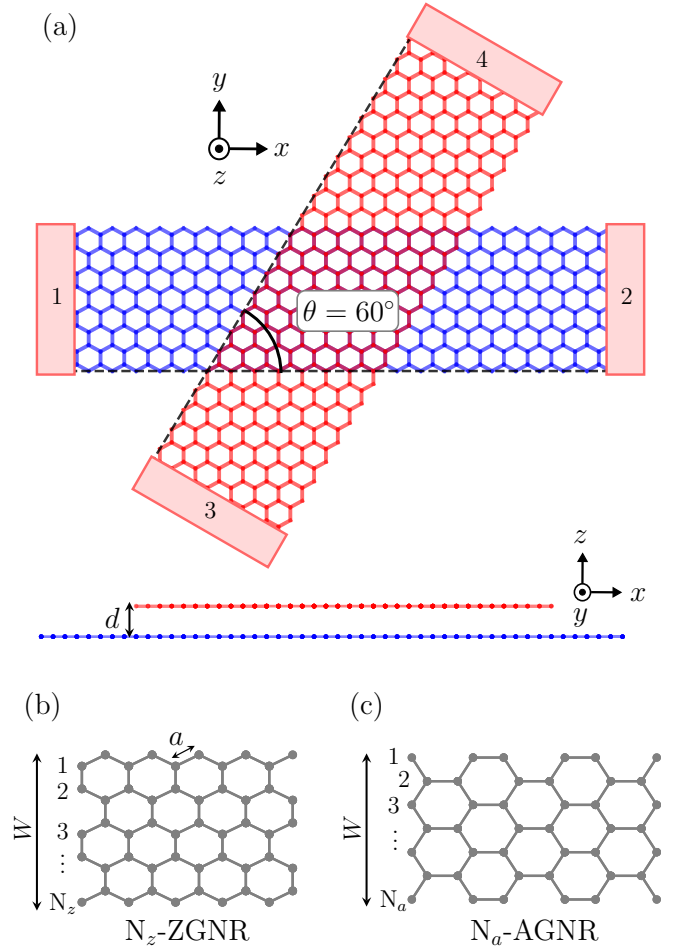 (a)
4
y
x
z
1
θ = 60°
2
3
z
d
x
y
(b)
(c)
a
1
2
W
3
⋮
N_z
N_z-ZGNR
1
2
3
W
⋮
N_a
N_a-AGNR